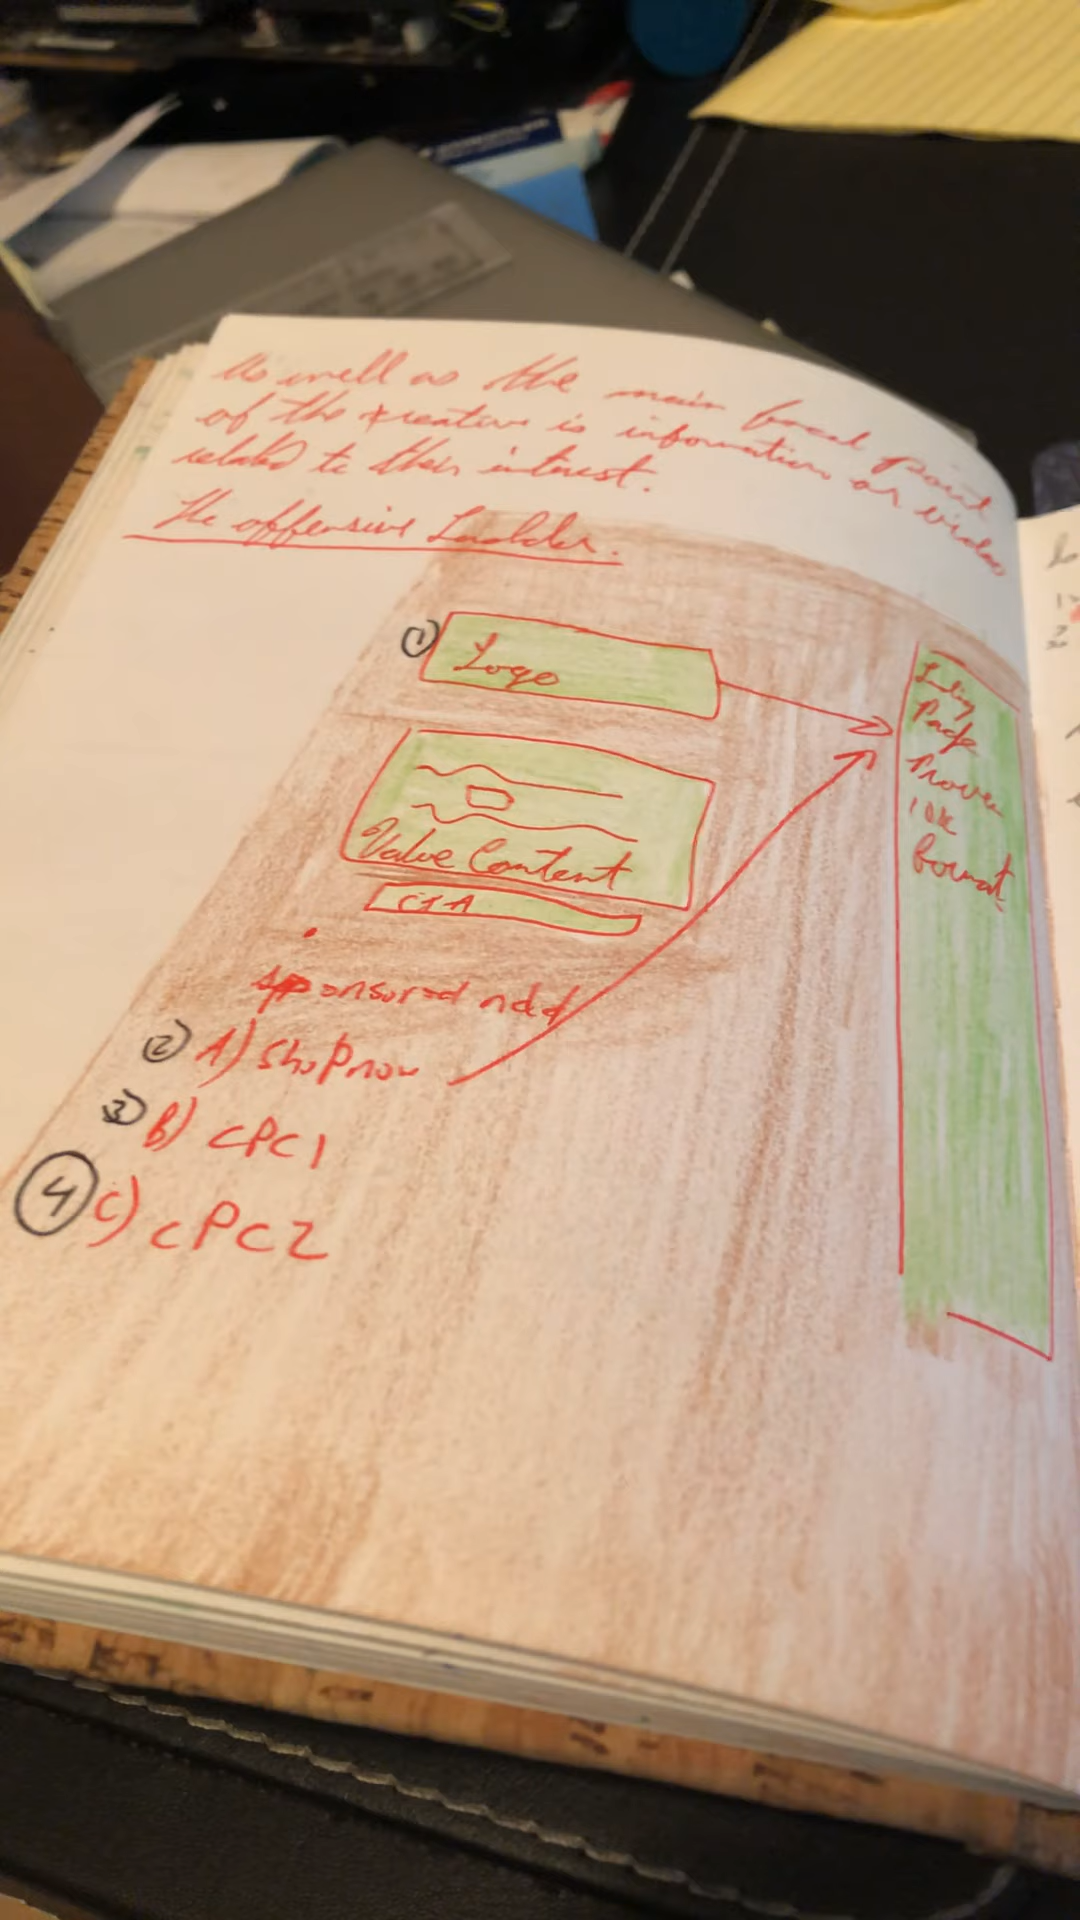 As well as the main focal point
of the creative is information or video
related to their interest.
The offensive Ladder.
① Logo
Landing
Page
Proven
10k
format
Value Content
CTA
sponsored add
② A) Shop now
③ B) CPC1
④ C) CPC2